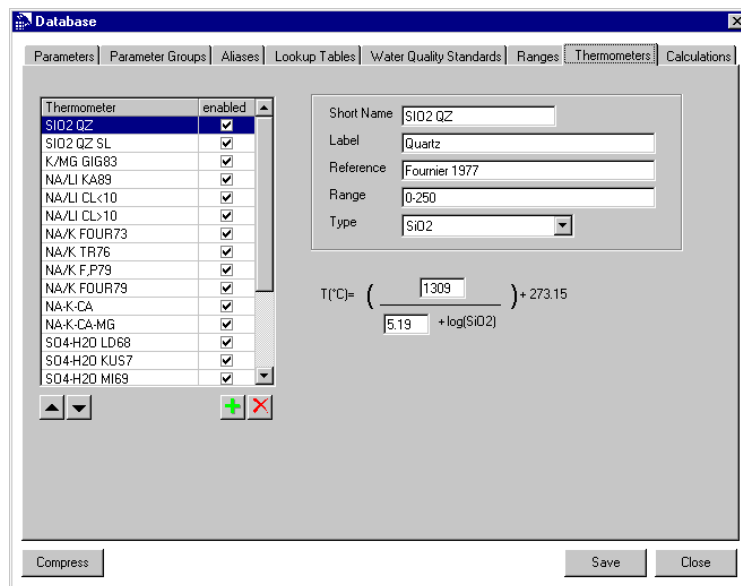 Database
Parameters Parameter Groups Aliases Lookup Tables Water Quality Standards Ranges Thermometers Calculations
Thermometer enabled
SIO2 QZ
SIO2 QZ SL
K/MG GIG83
NA/LI KA89
NA/LI CL<10
NA/LI CL>10
NA/K FOUR73
NA/K TR76
NA/K F,P79
NA/K FOUR79
NA-K-CA
NA-K-CA-MG
SO4-H2O LD68
SO4-H2O KUS7
SO4-H2O MI69
Short Name SIO2 QZ
Label Quartz
Reference Fournier 1977
Range 0-250
Type SiO2
1309
T(°C)= ( ) + 273.15
5.19 + log(SiO2)
Compress Save Close